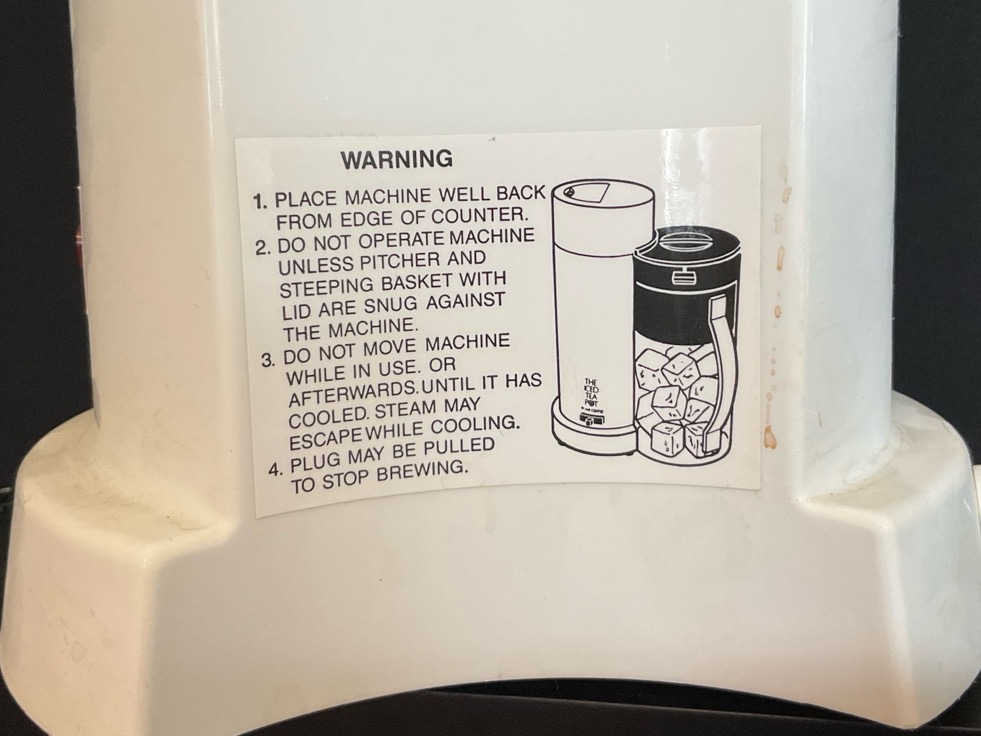 WARNING
1. PLACE MACHINE WELL BACK
FROM EDGE OF COUNTER.
2. DO NOT OPERATE MACHINE
UNLESS PITCHER AND
STEEPING BASKET WITH
LID ARE SNUG AGAINST
THE MACHINE.
3. DO NOT MOVE MACHINE
WHILE IN USE. OR
AFTERWARDS.UNTIL IT HAS
COOLED. STEAM MAY
ESCAPE WHILE COOLING.
4. PLUG MAY BE PULLED
TO STOP BREWING.
THE
ICED
TEA
POT